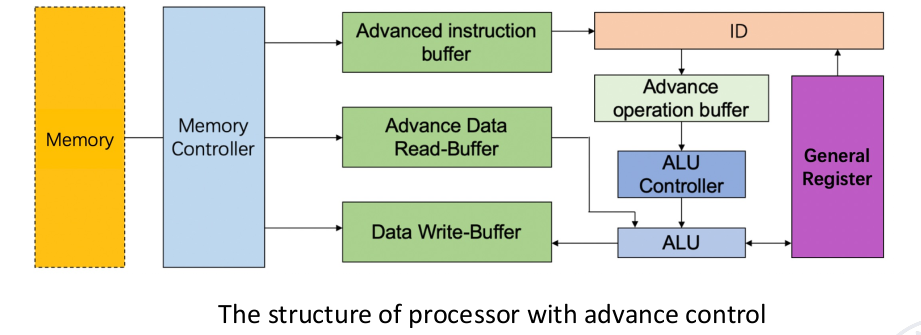 Advanced instruction
buffer
ID
Advance
operation buffer
Memory
Memory
Controller
Advance Data
Read-Buffer
ALU
Controller
General
Register
Data Write-Buffer
ALU
The structure of processor with advance control